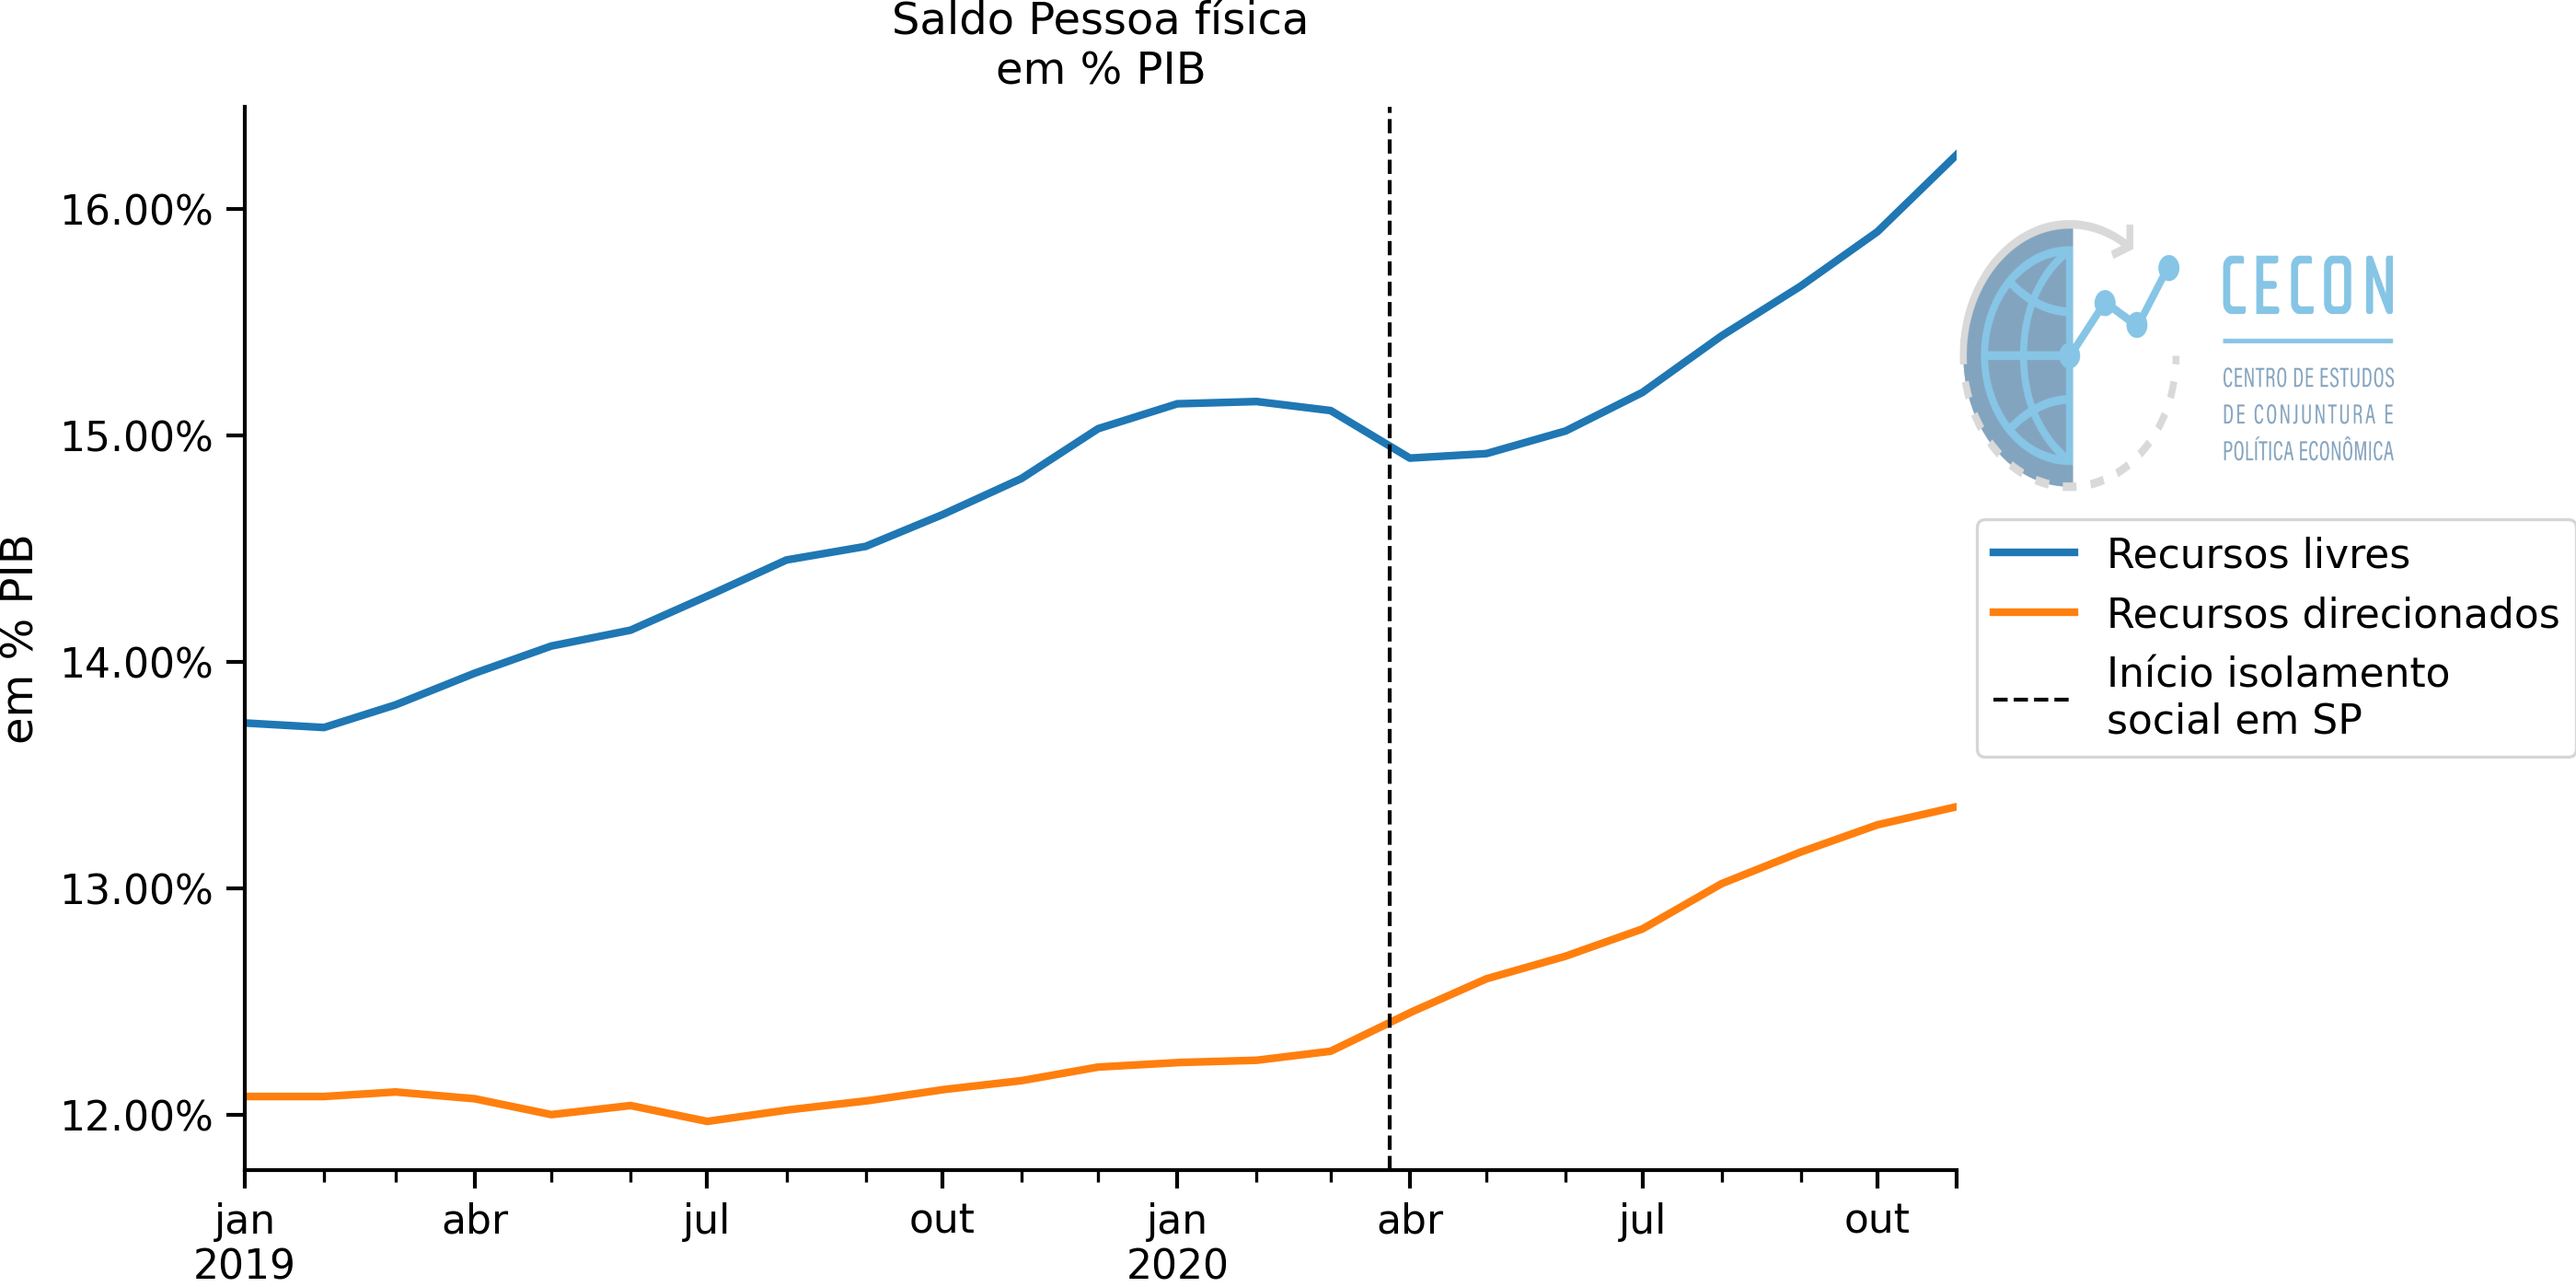 Saldo Pessoa física
em % PIB
em % PIB
16.00%
15.00%
14.00%
13.00%
12.00%
jan
2019
abr
jul
out
jan
2020
abr
jul
out
CECON
CENTRO DE ESTUDOS
DE CONJUNTURA E
POLÍTICA ECONÔMICA
Recursos livres
Recursos direcionados
Início isolamento
social em SP